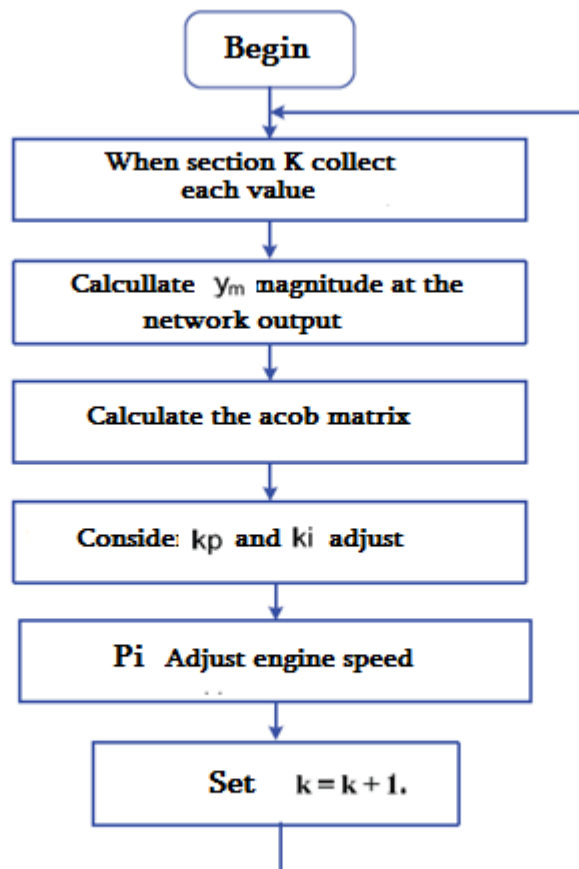 Begin
When section K collect
each value
Calcullate ym magnitude at the
network output
Calculate the acob matrix
Conside: kp and ki adjust
Pi Adjust engine speed
Set k = k + 1.